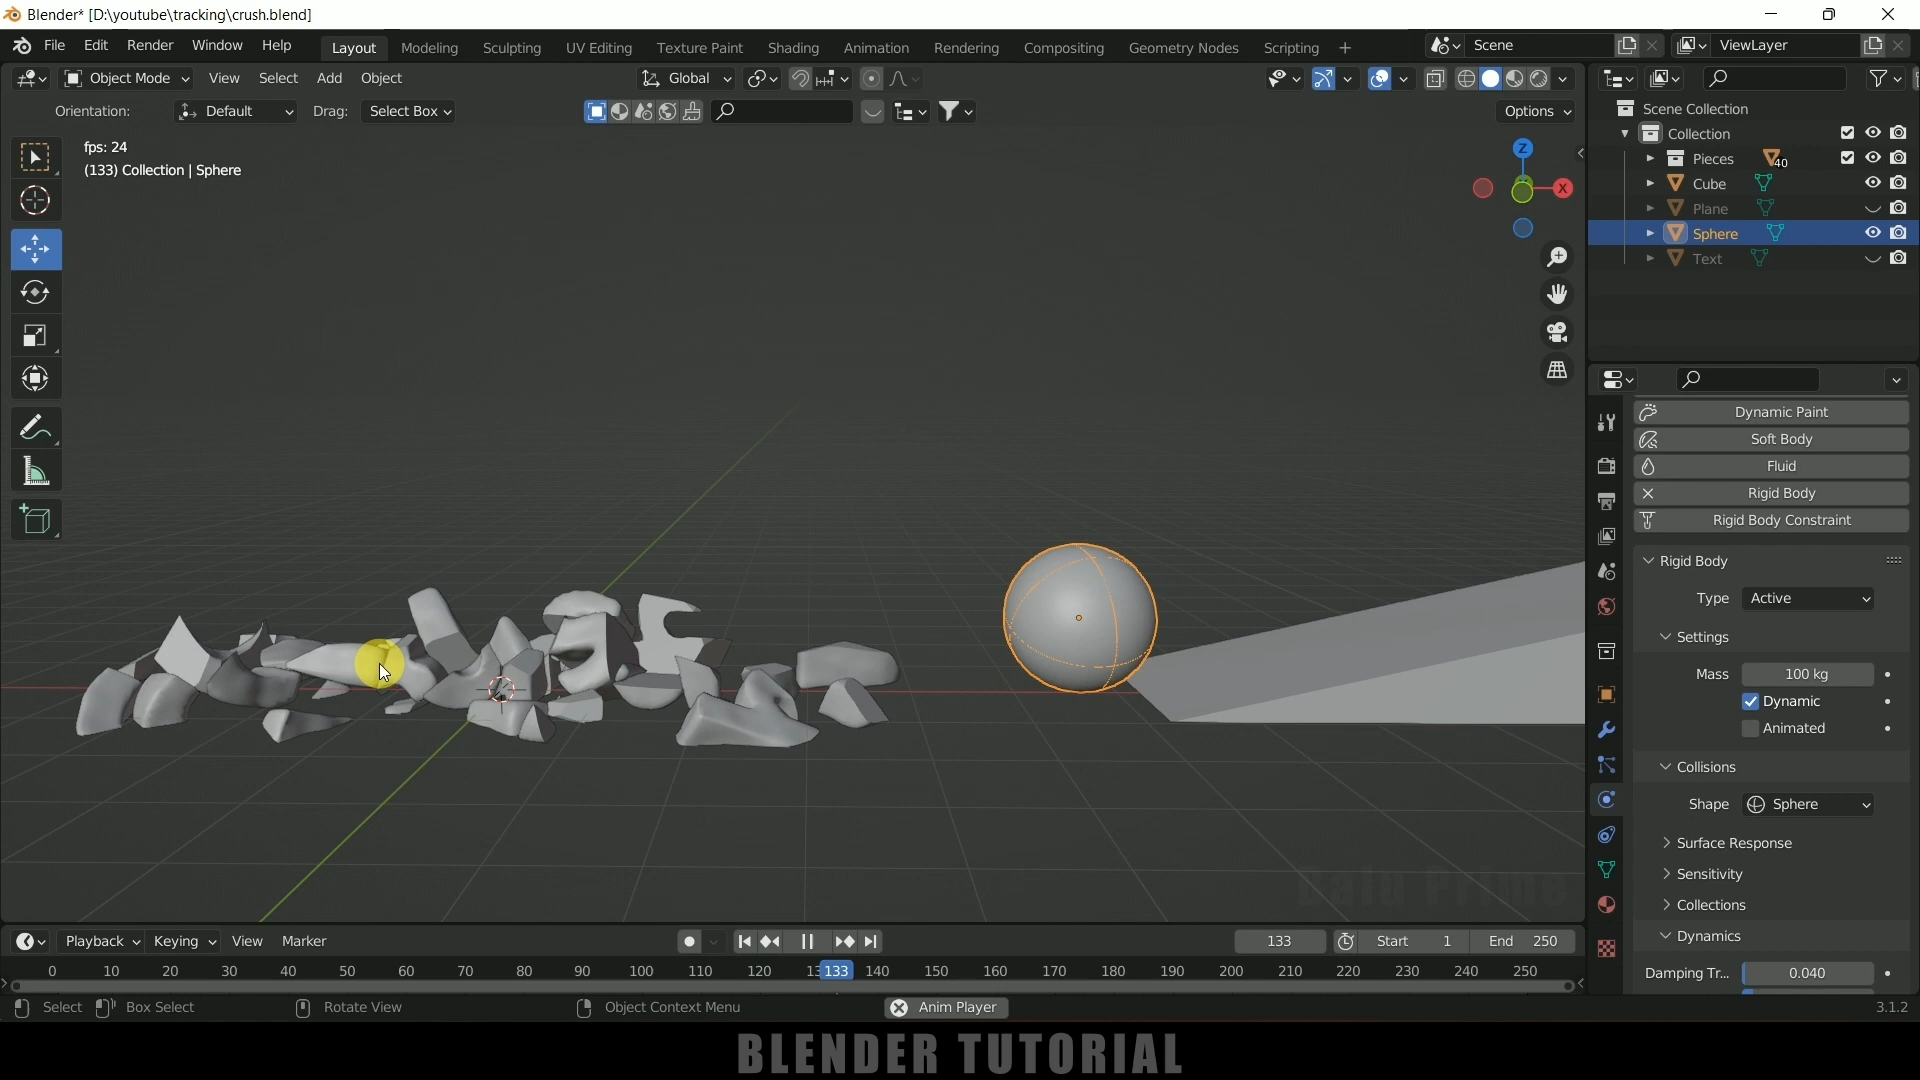 Blender* [D:\youtube\tracking\crush.blend]
File Edit Render Window Help Layout Modeling Sculpting UV Editing Texture Paint Shading Animation Rendering Compositing Geometry Nodes Scripting + Scene ViewLayer
Object Mode View Select Add Object Global
Orientation: Default Drag: Select Box Options
fps: 24
(133) Collection | Sphere
Z
X
Scene Collection
Collection
Pieces 40
Cube
Plane
Sphere
Text
Dynamic Paint
Soft Body
Fluid
Rigid Body
Rigid Body Constraint
Rigid Body
Type Active
Settings
Mass 100 kg
Dynamic
Animated
Collisions
Shape Sphere
Surface Response
Sensitivity
Collections
Dynamics
Damping Tr... 0.040
Balu Prime
Playback Keying View Marker 133 Start 1 End 250
0 10 20 30 40 50 60 70 80 90 100 110 120 133 140 150 160 170 180 190 200 210 220 230 240 250
Select Box Select Rotate View Object Context Menu Anim Player 3.1.2
BLENDER TUTORIAL